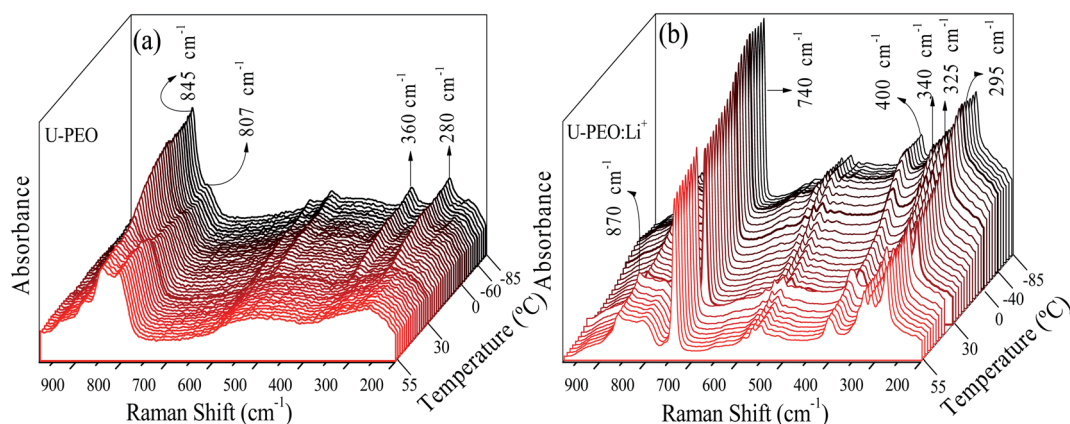 (a)
845 cm-1
807 cm-1
360 cm-1
280 cm-1
U-PEO
Absorbance
900 800 700 600 500 400 300 200
Raman Shift (cm-1)
-85
-60
0
30
55
Temperature (ºC)
(b)
740 cm-1
400 cm-1
340 cm-1
325 cm-1
295 cm-1
U-PEO:Li+
870 cm-1
Absorbance
900 800 700 600 500 400 300 200
Raman Shift (cm-1)
-85
-40
0
30
55
Temperature (ºC)